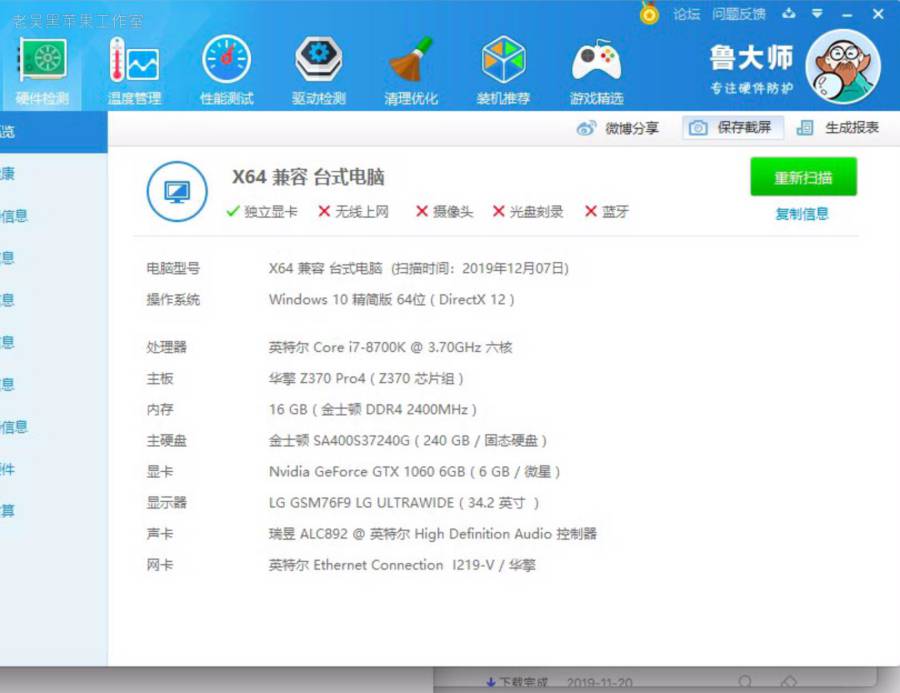 老吴黑苹果工作室
论坛 问题反馈
硬件检测 温度管理 性能测试 驱动检测 清理优化 装机推荐 游戏精选
鲁大师
专注硬件防护
览
微博分享 保存截屏 生成报表
康
信息
息
息
息
息
信息
件
算
X64 兼容 台式电脑
独立显卡 无线上网 摄像头 光盘刻录 蓝牙
重新扫描
复制信息
电脑型号 X64 兼容 台式电脑 (扫描时间：2019年12月07日)
操作系统 Windows 10 精简版 64位 ( DirectX 12 )
处理器 英特尔 Core i7-8700K @ 3.70GHz 六核
主板 华擎 Z370 Pro4 ( Z370 芯片组 )
内存 16 GB ( 金士顿 DDR4 2400MHz )
主硬盘 金士顿 SA400S37240G ( 240 GB / 固态硬盘 )
显卡 Nvidia GeForce GTX 1060 6GB ( 6 GB / 微星 )
显示器 LG GSM76F9 LG ULTRAWIDE ( 34.2 英寸 )
声卡 瑞昱 ALC892 @ 英特尔 High Definition Audio 控制器
网卡 英特尔 Ethernet Connection I219-V / 华擎
下载完成 2019-11-20